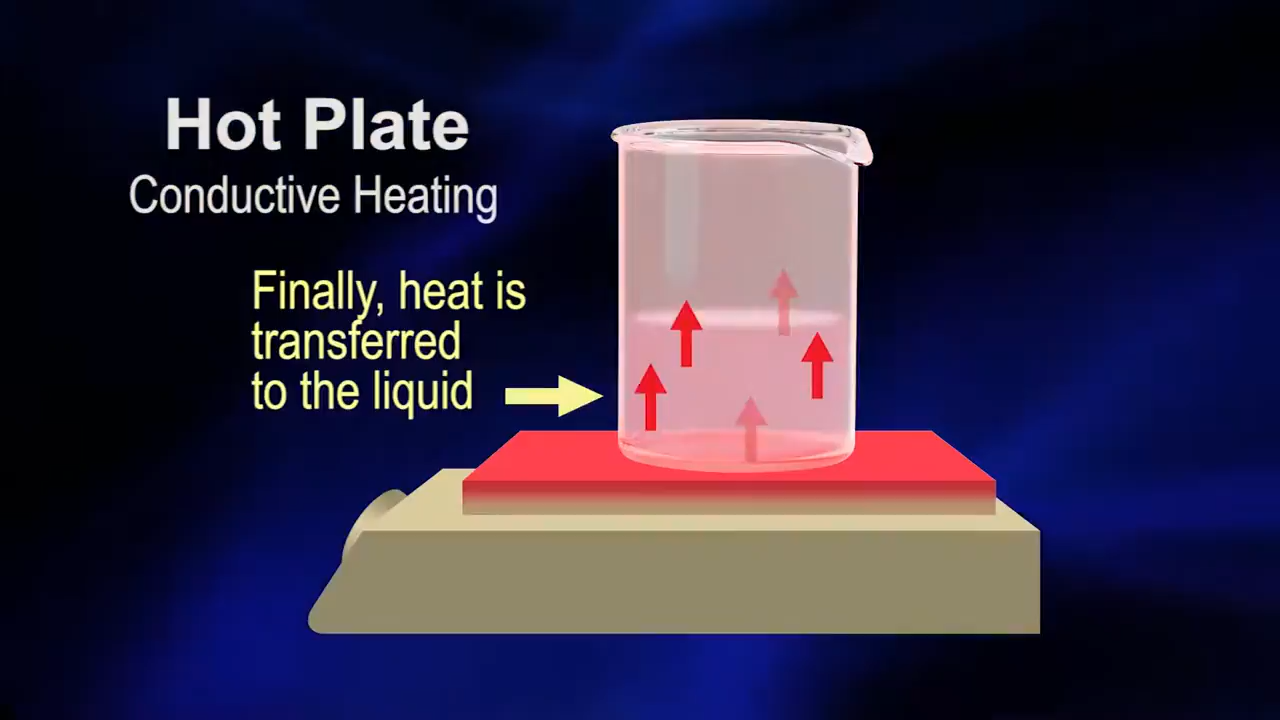 Hot Plate
Conductive Heating
Finally, heat is
transferred
to the liquid